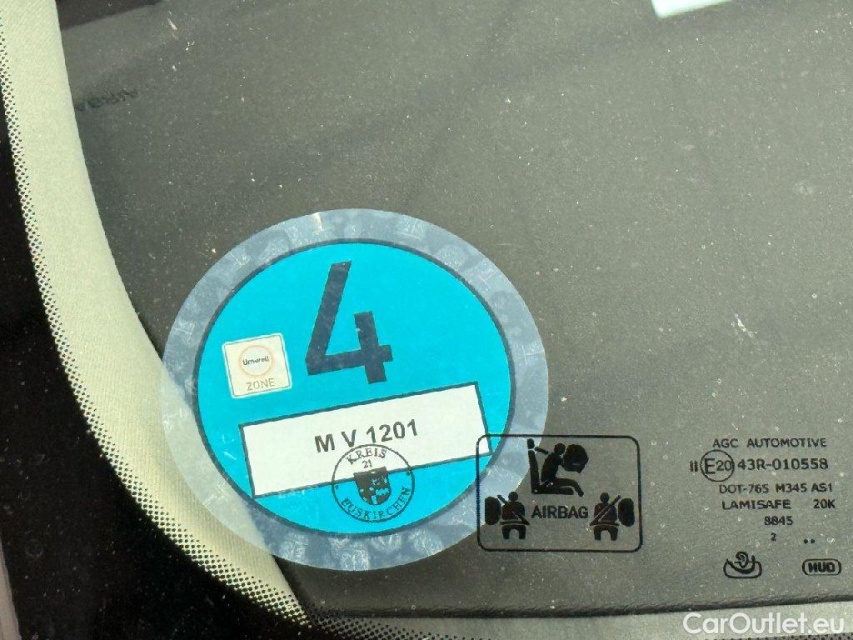 4
Umwelt
ZONE
M V 1201
KREIS
21
EUSKIRCHEN
AIRBAG
AGC AUTOMOTIVE
II E20 43R-010558
DOT-765 M345 AS1
LAMISAFE 20K
8845
2 ..
HUD
CarOutlet.eu